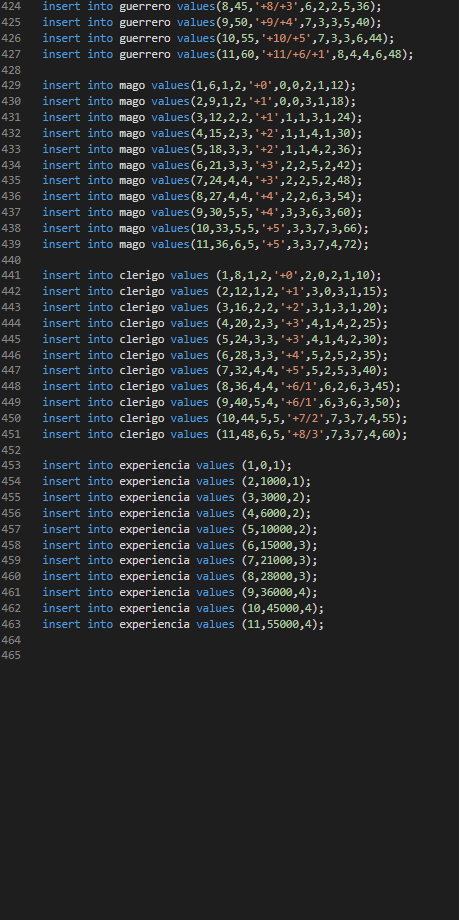 424 insert into guerrero values(8,45,'+8/+3',6,2,2,5,36);
425 insert into guerrero values(9,50,'+9/+4',7,3,3,5,40);
426 insert into guerrero values(10,55,'+10/+5',7,3,3,6,44);
427 insert into guerrero values(11,60,'+11/+6/+1',8,4,4,6,48);
428
429 insert into mago values(1,6,1,2,'+0',0,0,2,1,12);
430 insert into mago values(2,9,1,2,'+1',0,0,3,1,18);
431 insert into mago values(3,12,2,2,'+1',1,1,3,1,24);
432 insert into mago values(4,15,2,3,'+2',1,1,4,1,30);
433 insert into mago values(5,18,3,3,'+2',1,1,4,2,36);
434 insert into mago values(6,21,3,3,'+3',2,2,5,2,42);
435 insert into mago values(7,24,4,4,'+3',2,2,5,2,48);
436 insert into mago values(8,27,4,4,'+4',2,2,6,3,54);
437 insert into mago values(9,30,5,5,'+4',3,3,6,3,60);
438 insert into mago values(10,33,5,5,'+5',3,3,7,3,66);
439 insert into mago values(11,36,6,5,'+5',3,3,7,4,72);
440
441 insert into clerigo values (1,8,1,2,'+0',2,0,2,1,10);
442 insert into clerigo values (2,12,1,2,'+1',3,0,3,1,15);
443 insert into clerigo values (3,16,2,2,'+2',3,1,3,1,20);
444 insert into clerigo values (4,20,2,3,'+3',4,1,4,2,25);
445 insert into clerigo values (5,24,3,3,'+3',4,1,4,2,30);
446 insert into clerigo values (6,28,3,3,'+4',5,2,5,2,35);
447 insert into clerigo values (7,32,4,4,'+5',5,2,5,3,40);
448 insert into clerigo values (8,36,4,4,'+6/1',6,2,6,3,45);
449 insert into clerigo values (9,40,5,4,'+6/1',6,3,6,3,50);
450 insert into clerigo values (10,44,5,5,'+7/2',7,3,7,4,55);
451 insert into clerigo values (11,48,6,5,'+8/3',7,3,7,4,60);
452
453 insert into experiencia values (1,0,1);
454 insert into experiencia values (2,1000,1);
455 insert into experiencia values (3,3000,2);
456 insert into experiencia values (4,6000,2);
457 insert into experiencia values (5,10000,2);
458 insert into experiencia values (6,15000,3);
459 insert into experiencia values (7,21000,3);
460 insert into experiencia values (8,28000,3);
461 insert into experiencia values (9,36000,4);
462 insert into experiencia values (10,45000,4);
463 insert into experiencia values (11,55000,4);
464
465